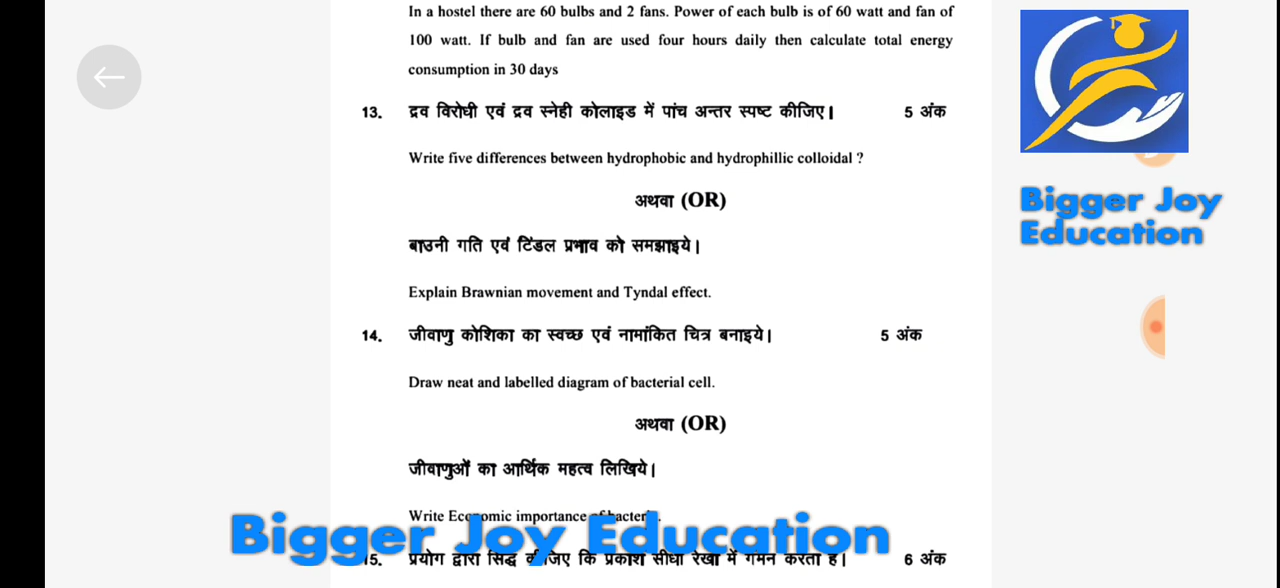 In a hostel there are 60 bulbs and 2 fans. Power of each bulb is of 60 watt and fan of
100 watt. If bulb and fan are used four hours daily then calculate total energy
consumption in 30 days
13. द्रव विरोधी एवं द्रव स्नेही कोलाइड में पांच अन्तर स्पष्ट कीजिए। 5 अंक
Write five differences between hydrophobic and hydrophillic colloidal ?
अथवा (OR)
बाउनी गति एवं टिंडल प्रभाव को समझाइये।
Explain Brawnian movement and Tyndal effect.
14. जीवाणु कोशिका का स्वच्छ एवं नामांकित चित्र बनाइये। 5 अंक
Draw neat and labelled diagram of bacterial cell.
अथवा (OR)
जीवाणुओं का आर्थिक महत्व लिखिये।
Write Economic importance of bacteria.
15. प्रयोग द्वारा सिद्ध कीजिए कि प्रकाश सीधी रेखा में गमन करता है। 6 अंक
Bigger Joy Education
Bigger Joy
Education